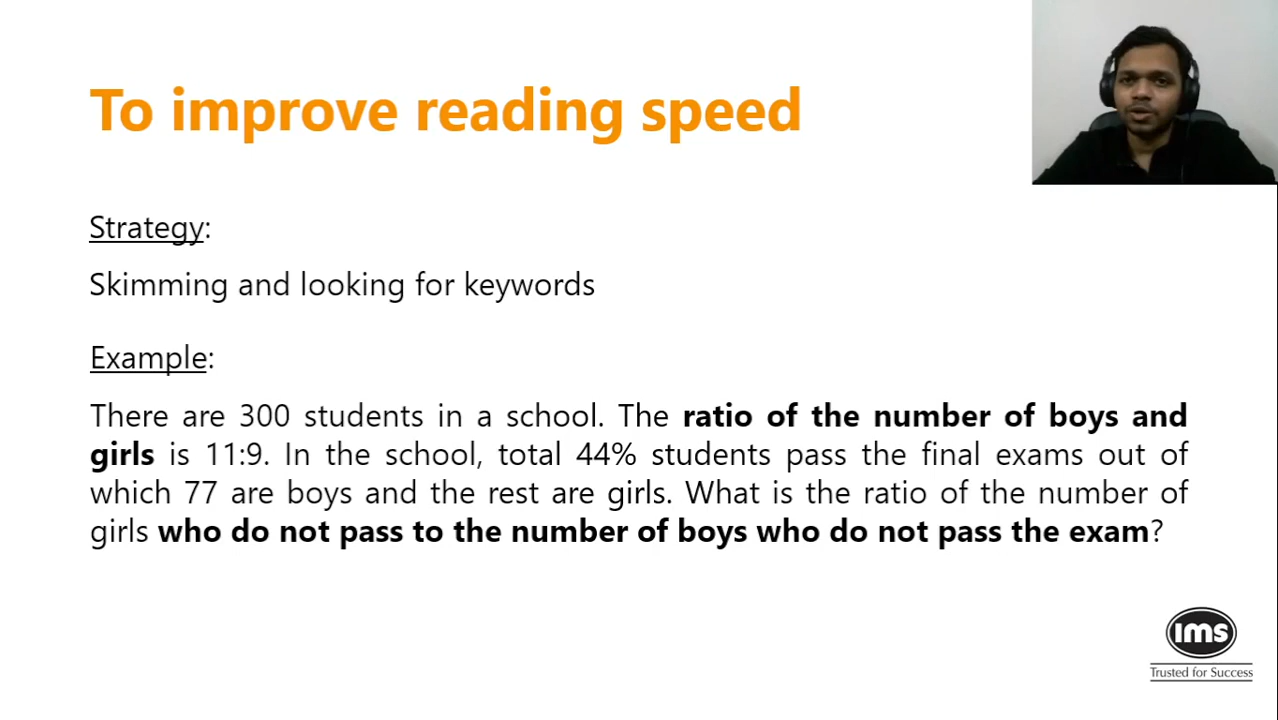 To improve reading speed
Strategy:
Skimming and looking for keywords
Example:
There are 300 students in a school. The ratio of the number of boys and
girls is 11:9. In the school, total 44% students pass the final exams out of
which 77 are boys and the rest are girls. What is the ratio of the number of
girls who do not pass to the number of boys who do not pass the exam?
ims
Trusted for Success